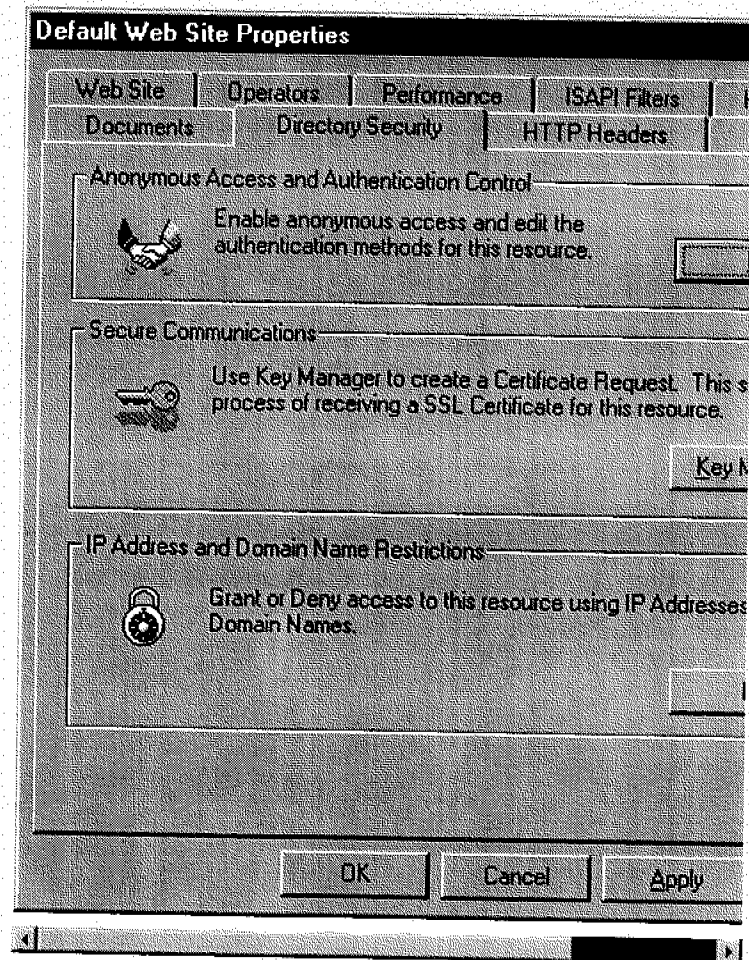 Default Web Site Properties
Web Site Operators Performance ISAPI Filters
Documents Directory Security HTTP Headers
Anonymous Access and Authentication Control
Enable anonymous access and edit the
authentication methods for this resource.
Secure Communications
Use Key Manager to create a Certificate Request. This s
process of receiving a SSL Certificate for this resource.
Key M
IP Address and Domain Name Restrictions
Grant or Deny access to this resource using IP Addresses
Domain Names.
OK Cancel Apply